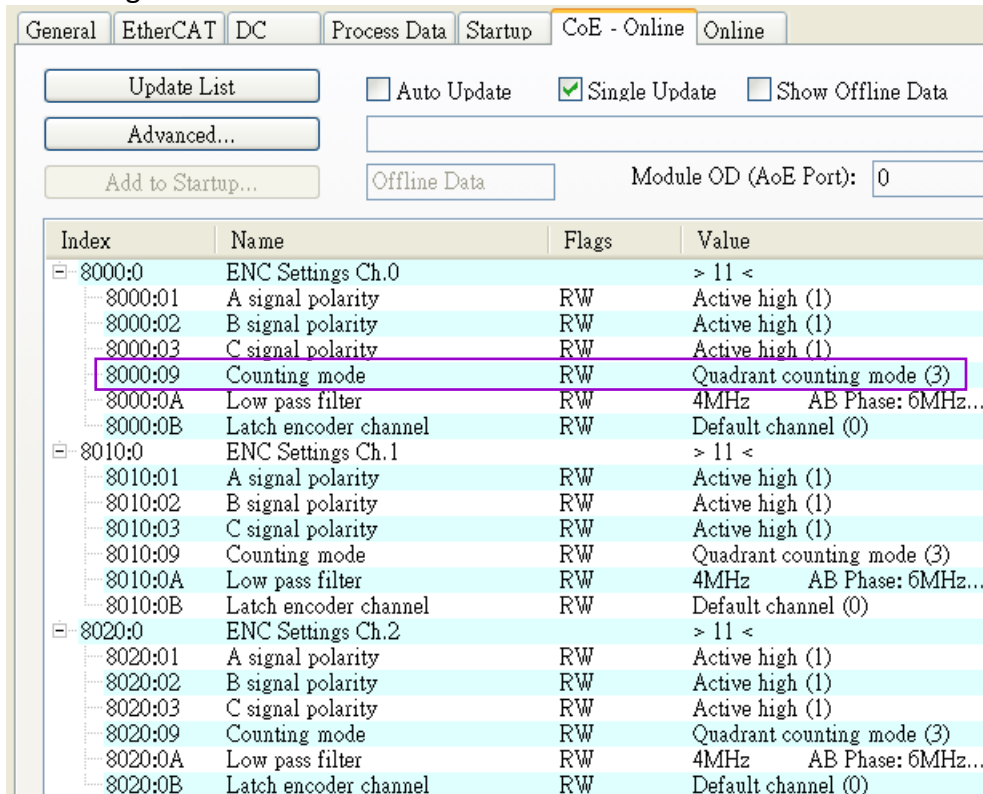 General EtherCAT DC Process Data Startup CoE - Online Online
Update List Auto Update Single Update Show Offline Data
Advanced...
Add to Startup... Offline Data Module OD (AoE Port): 0
Index Name Flags Value
8000:0 ENC Settings Ch.0 > 11 <
8000:01 A signal polarity RW Active high (1)
8000:02 B signal polarity RW Active high (1)
8000:03 C signal polarity RW Active high (1)
8000:09 Counting mode RW Quadrant counting mode (3)
8000:0A Low pass filter RW 4MHz AB Phase: 6MHz...
8000:0B Latch encoder channel RW Default channel (0)
8010:0 ENC Settings Ch.1 > 11 <
8010:01 A signal polarity RW Active high (1)
8010:02 B signal polarity RW Active high (1)
8010:03 C signal polarity RW Active high (1)
8010:09 Counting mode RW Quadrant counting mode (3)
8010:0A Low pass filter RW 4MHz AB Phase: 6MHz...
8010:0B Latch encoder channel RW Default channel (0)
8020:0 ENC Settings Ch.2 > 11 <
8020:01 A signal polarity RW Active high (1)
8020:02 B signal polarity RW Active high (1)
8020:03 C signal polarity RW Active high (1)
8020:09 Counting mode RW Quadrant counting mode (3)
8020:0A Low pass filter RW 4MHz AB Phase: 6MHz...
8020:0B Latch encoder channel RW Default channel (0)